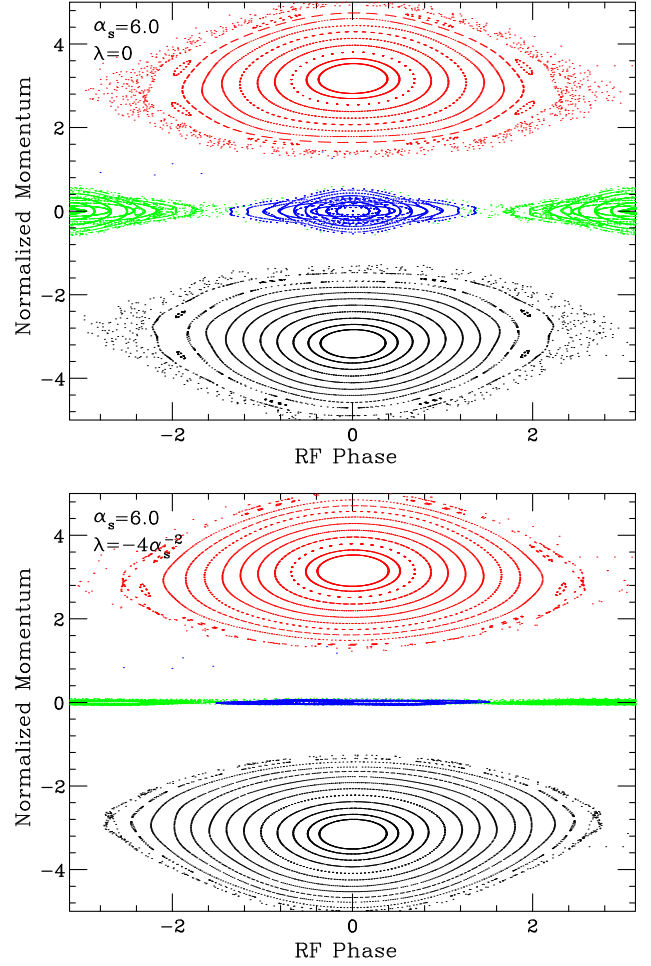 α_s=6.0
λ=0
4
2
0
−2
−4
Normalized Momentum
−2 0 2
RF Phase
α_s=6.0
λ=−4α_s^−2
4
2
0
−2
−4
Normalized Momentum
−2 0 2
RF Phase